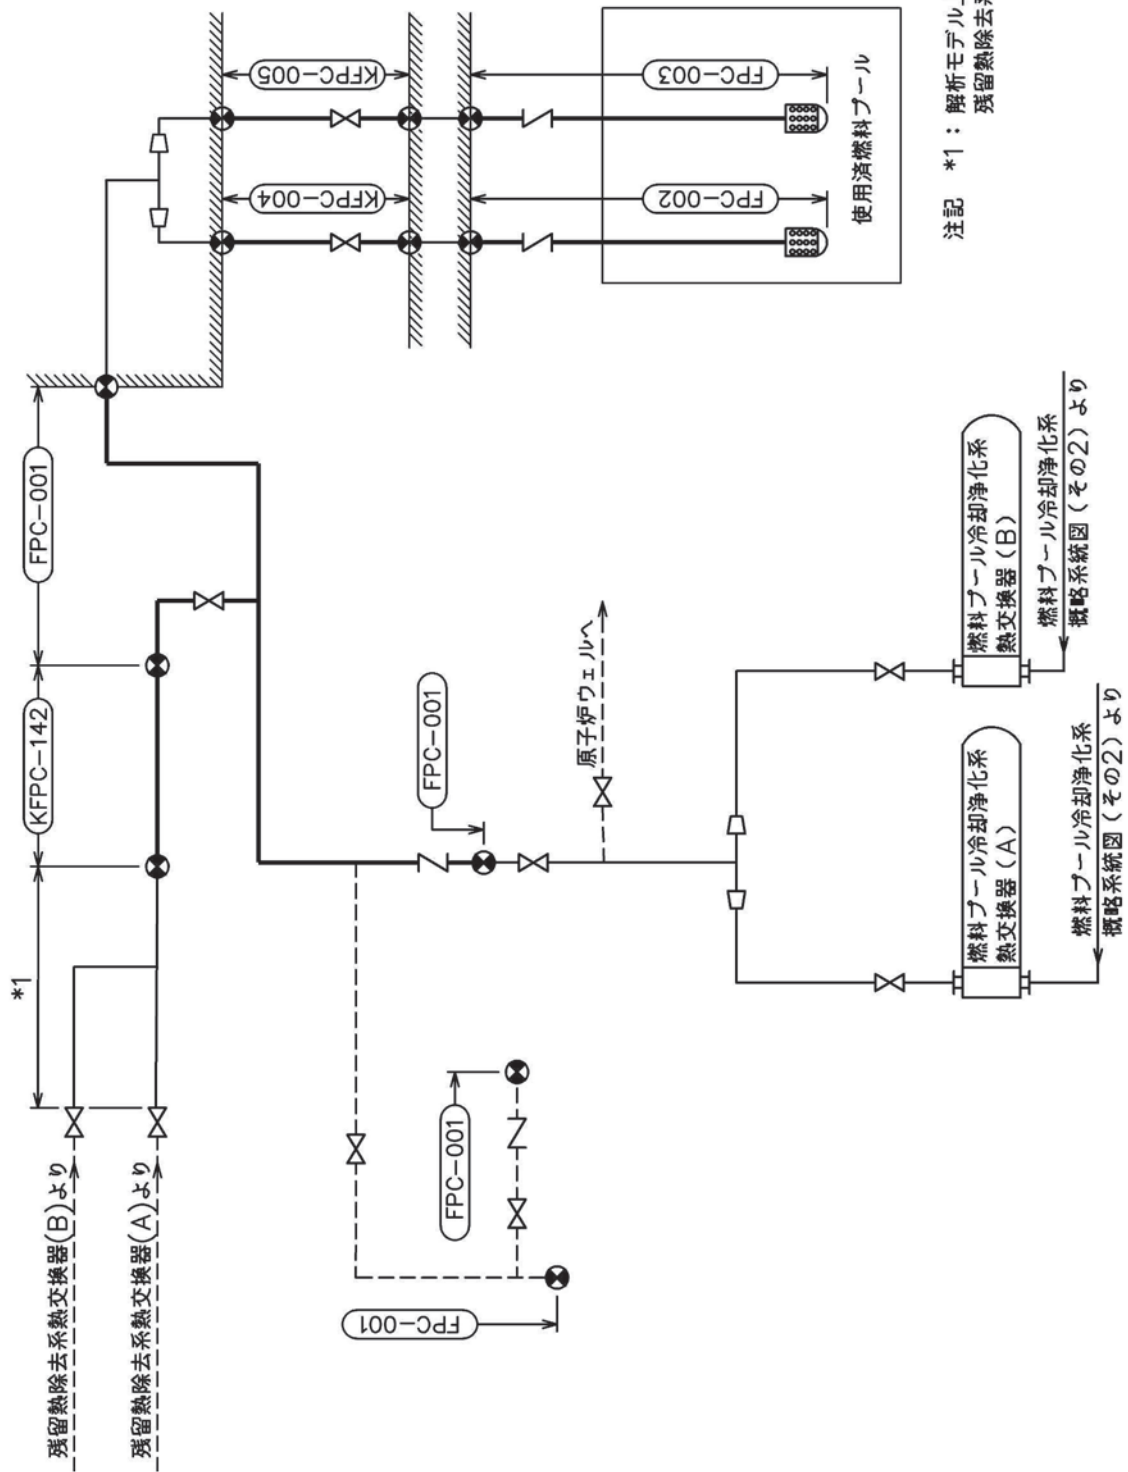 残留熱除去系熱交換器(B)より
残留熱除去系熱交換器(A)より
*1
KFPC-142
FPC-001
FPC-001
FPC-001
FPC-001
原子炉ウェルへ
KFPC-004
KFPC-005
FPC-002
FPC-003
使用済燃料プール
燃料プール冷却浄化系
熱交換器(A)
燃料プール冷却浄化系
概略系統図(その2)より
燃料プール冷却浄化系
熱交換器(B)
燃料プール冷却浄化系
概略系統図(その2)より
注記 *1:解析モデル上
残留熱除去系